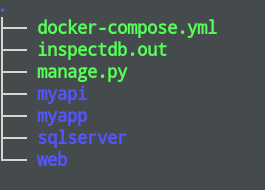 .
├── docker-compose.yml
├── inspectdb.out
├── manage.py
├── myapi
├── myapp
├── sqlserver
└── web